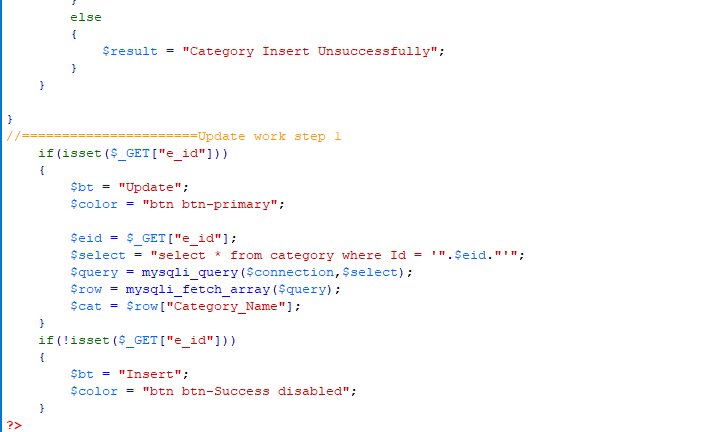 }
else
{
$result = "Category Insert Unsuccessfully";
}
}
}
//======================Update work step 1
if(isset($_GET["e_id"]))
{
$bt = "Update";
$color = "btn btn-primary";
$eid = $_GET["e_id"];
$select = "select * from category where Id = '".$eid."'";
$query = mysqli_query($connection,$select);
$row = mysqli_fetch_array($query);
$cat = $row["Category_Name"];
}
if(!isset($_GET["e_id"]))
{
$bt = "Insert";
$color = "btn btn-Success disabled";
}
?>